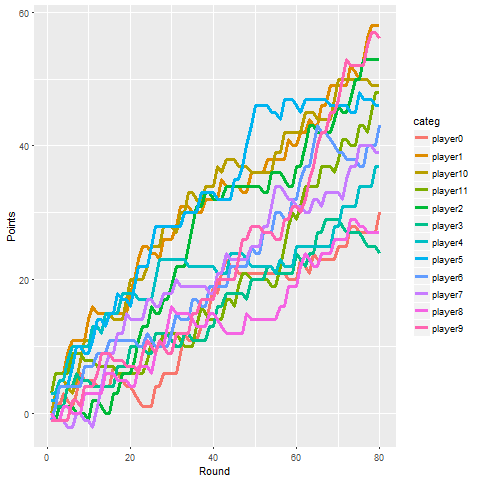 60
40
20
0
Points
0
20
40
60
80
Round
categ
player0
player1
player10
player11
player2
player3
player4
player5
player6
player7
player8
player9